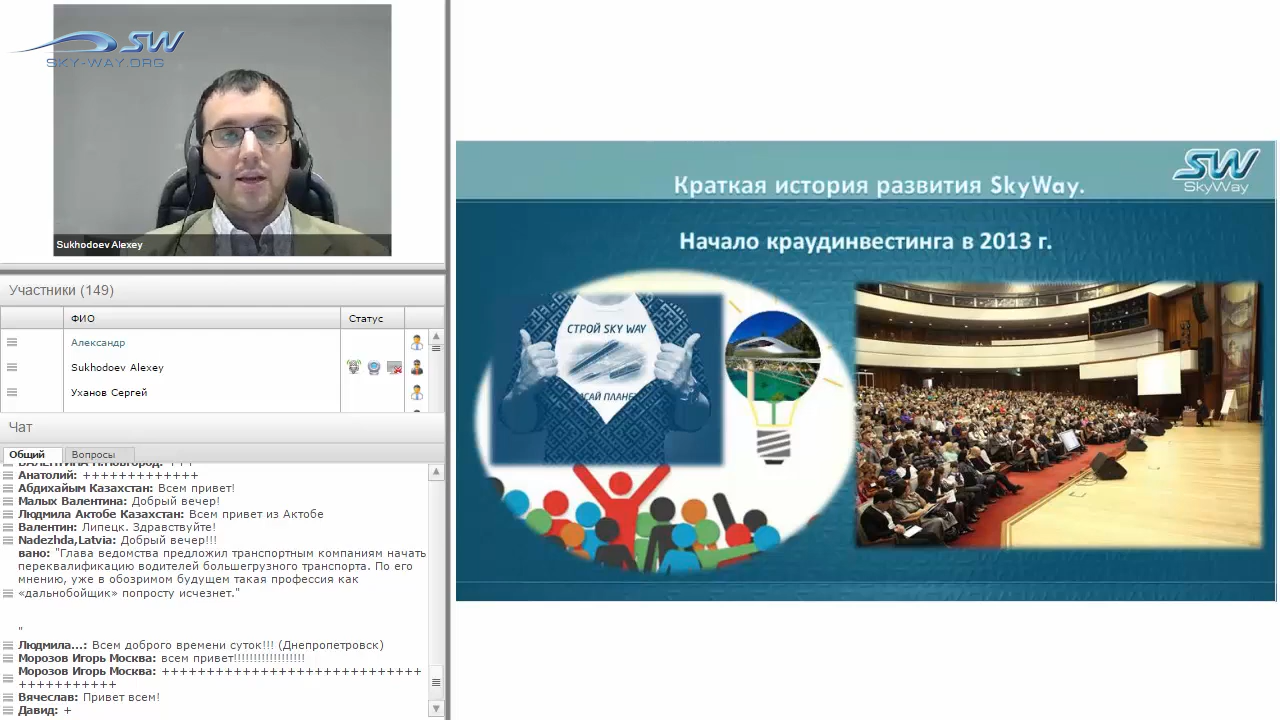 SW
SKY-WAY.ORG
Sukhodoev Alexey
Участники (149)
ФИО
Статус
Александр
Sukhodoev Alexey
Уханов Сергей
Чат
Общий
Вопросы
Анатолий: +++++++++++++
Абдихайым Казахстан: Всем привет!
Малых Валентина: Добрый вечер!
Людмила Актобе Казахстан: Всем привет из Актобе
Валентин: Липецк. Здравствуйте!
Nadezhda,Latvia: Добрый вечер!!!
вано: "Глава ведомства предложил транспортным компаниям начать
переквалификацию водителей большегрузного транспорта. По его
мнению, уже в обозримом будущем такая профессия как
«дальнобойщик» попросту исчезнет."
"
Людмила...: Всем доброго времени суток!!! (Днепропетровск)
Морозов Игорь Москва: всем привет!!!!!!!!!!!!!!!!!!
Морозов Игорь Москва: +++++++++++++++++++++++++++++
+++++++++++
Вячеслав: Привет всем!
Давид: +
Краткая история развития SkyWay.
SW
SkyWay
Начало краудинвестинга в 2013 г.
СТРОЙ SKY WAY